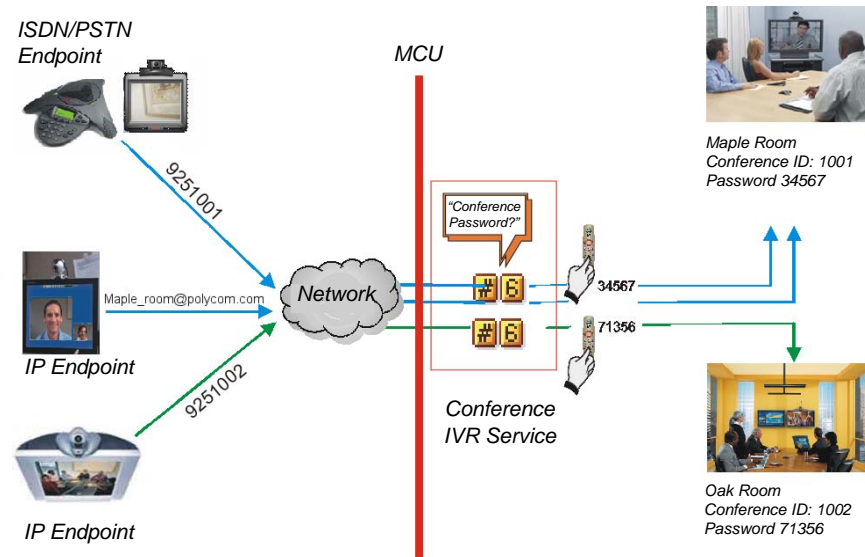 ISDN/PSTN
Endpoint
MCU
9251001
Maple_room@polycom.com
IP Endpoint
9251002
IP Endpoint
Network
"Conference
Password?"
# 6
# 6
34567
71356
Conference
IVR Service
Maple Room
Conference ID: 1001
Password 34567
Oak Room
Conference ID: 1002
Password 71356